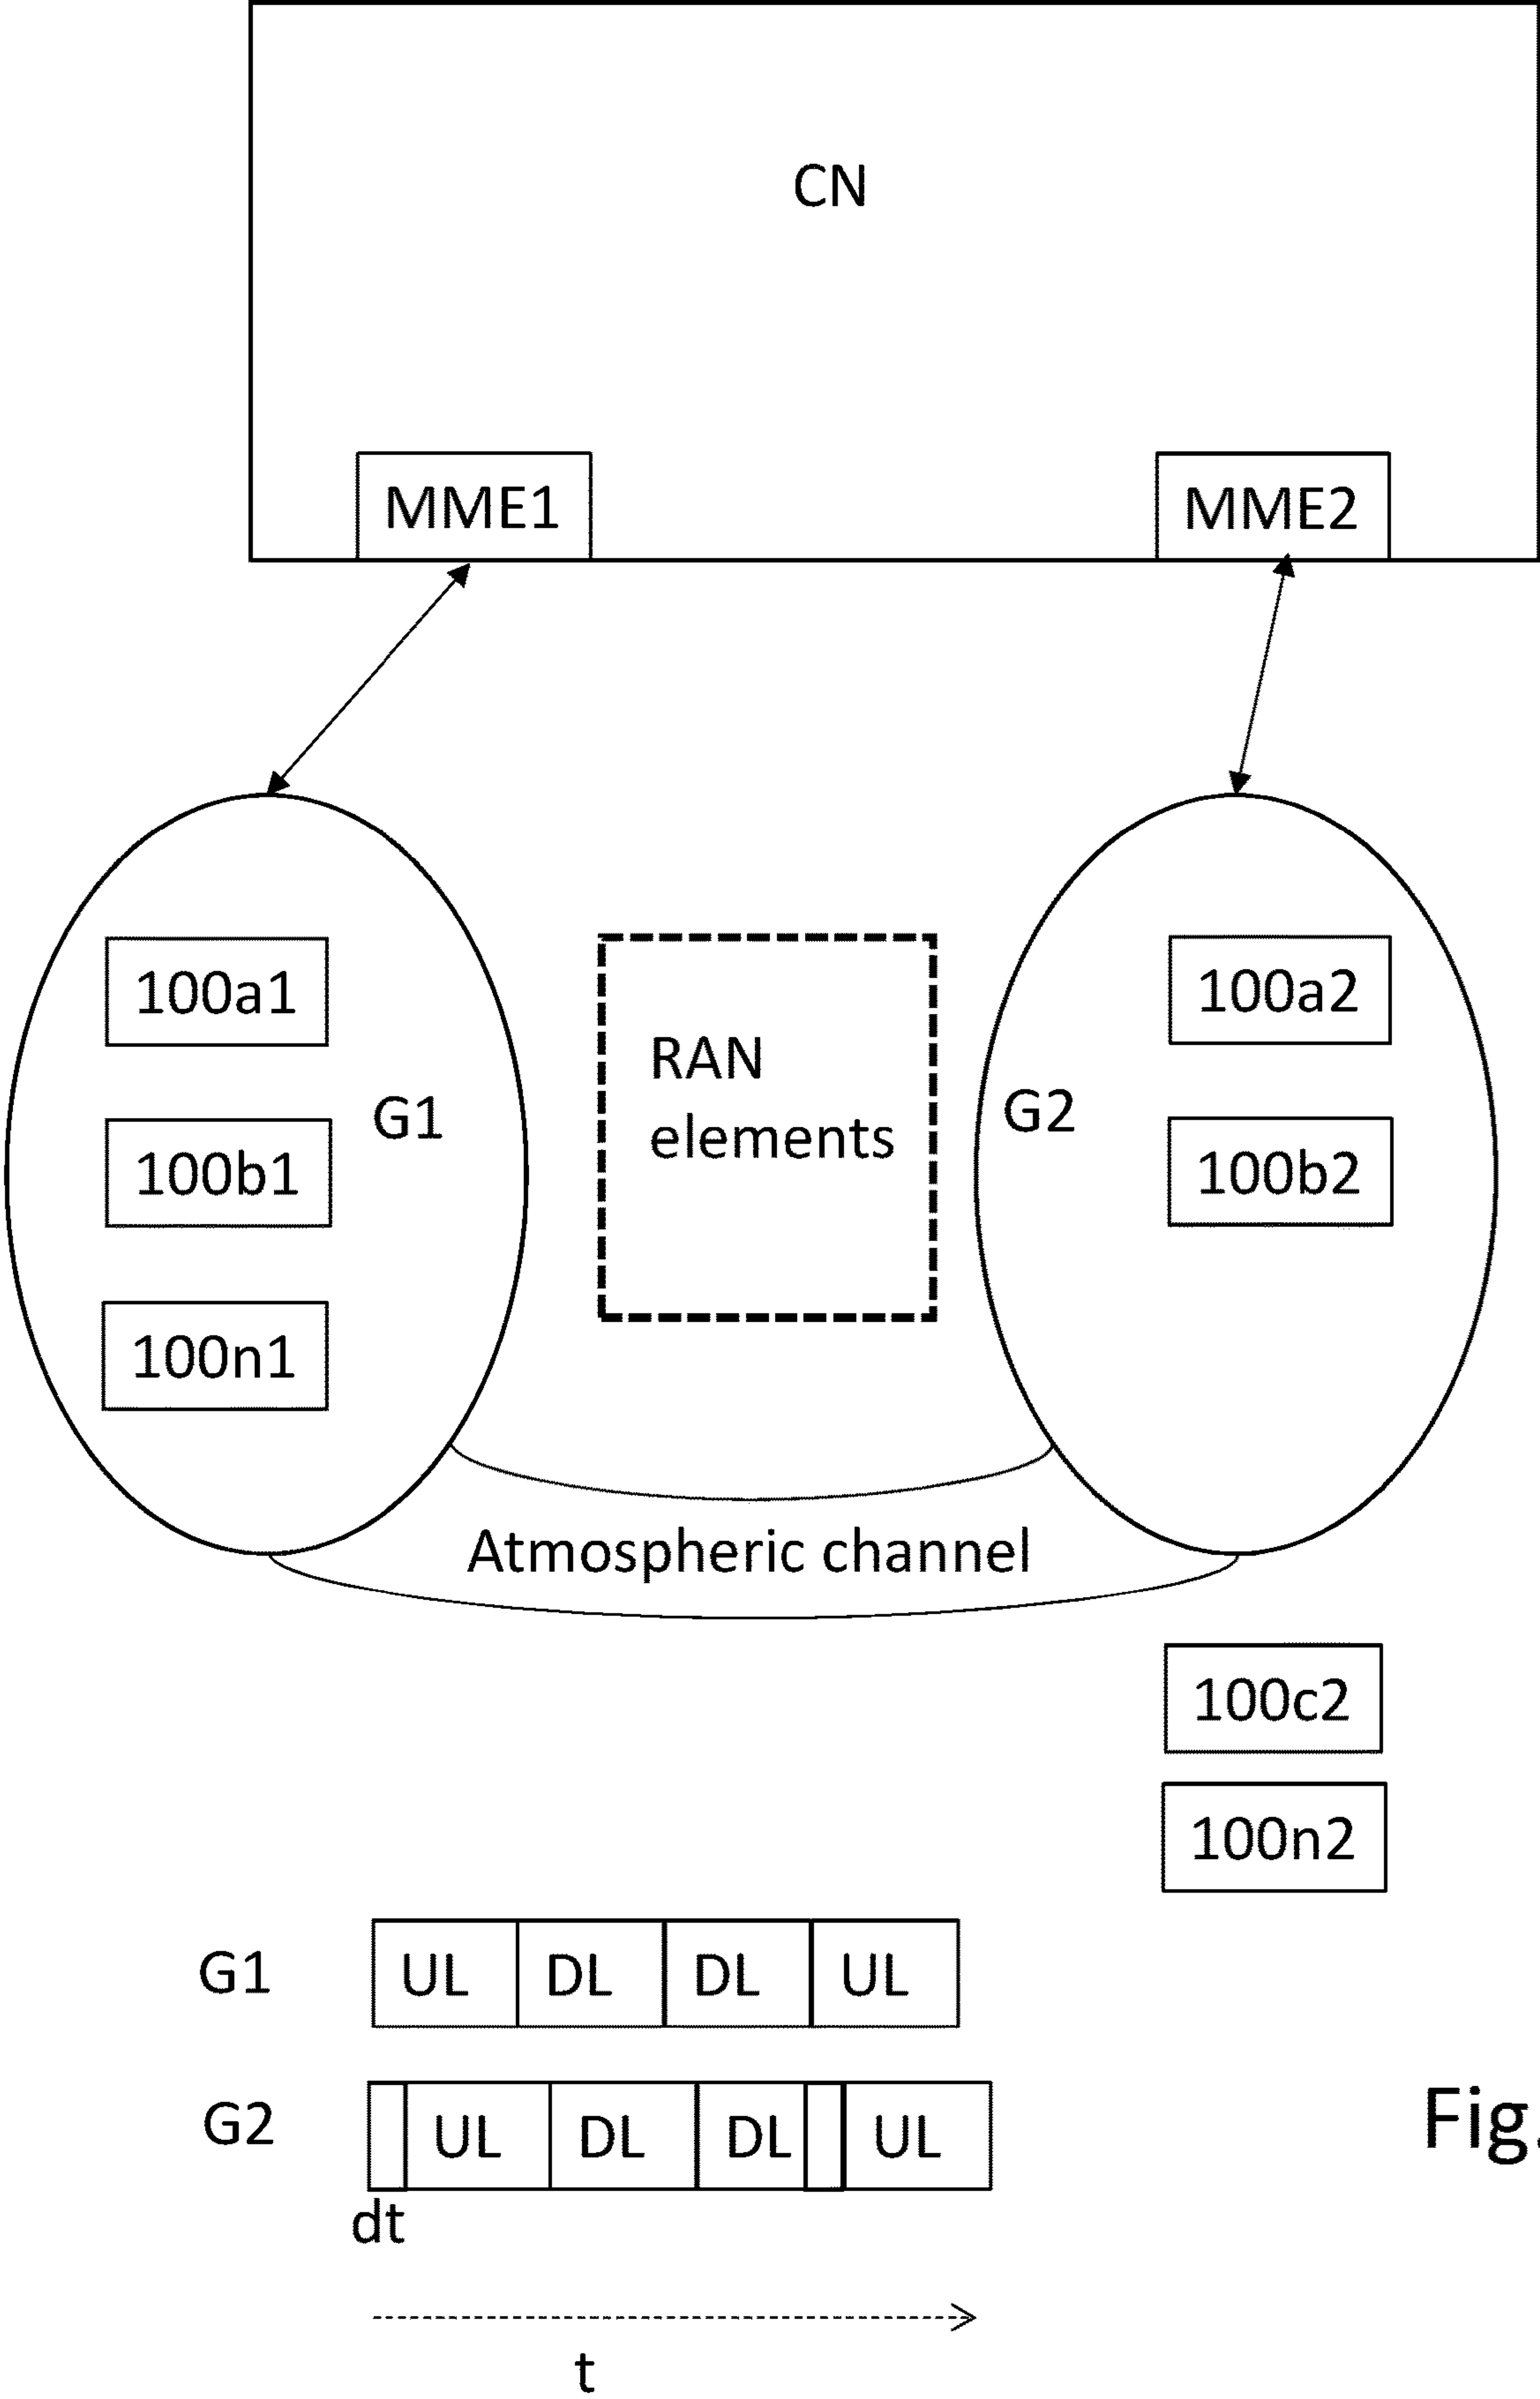 CN
MME1
MME2
100a1
100a2
RAN
elements
G1
G2
100b1
100b2
100n1
Atmospheric channel
100c2
100n2
G1
UL
DL
DL
UL
G2
UL
DL
DL
UL
Fig.
dt
t